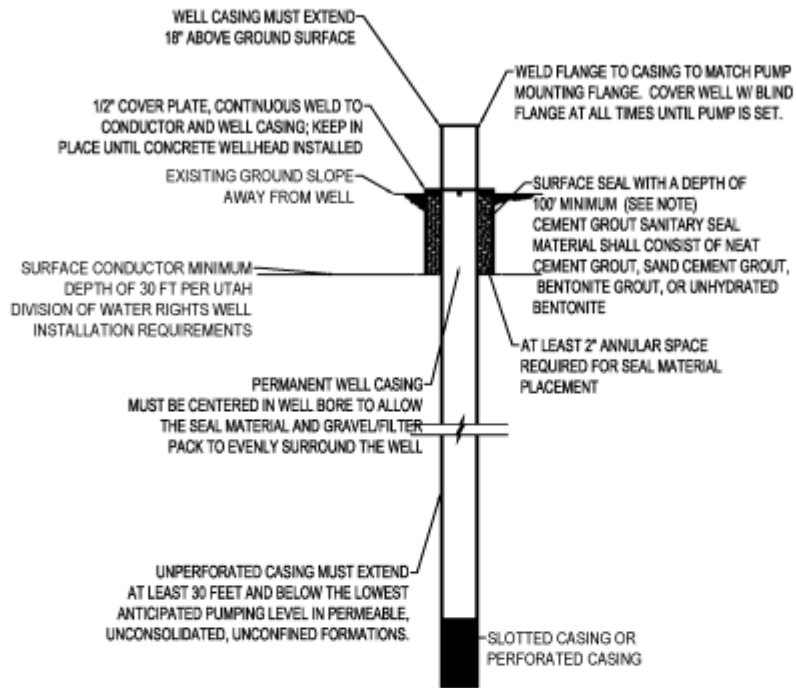 WELL CASING MUST EXTEND
18" ABOVE GROUND SURFACE
WELD FLANGE TO CASING TO MATCH PUMP
MOUNTING FLANGE. COVER WELL W/ BLIND
FLANGE AT ALL TIMES UNTIL PUMP IS SET.
1/2" COVER PLATE, CONTINUOUS WELD TO
CONDUCTOR AND WELL CASING; KEEP IN
PLACE UNTIL CONCRETE WELLHEAD INSTALLED
EXISITING GROUND SLOPE
AWAY FROM WELL
SURFACE SEAL WITH A DEPTH OF
100' MINIMUM (SEE NOTE)
CEMENT GROUT SANITARY SEAL
MATERIAL SHALL CONSIST OF NEAT
CEMENT GROUT, SAND CEMENT GROUT,
BENTONITE GROUT, OR UNHYDRATED
BENTONITE
SURFACE CONDUCTOR MINIMUM
DEPTH OF 30 FT PER UTAH
DIVISION OF WATER RIGHTS WELL
INSTALLATION REQUIREMENTS
AT LEAST 2" ANNULAR SPACE
REQUIRED FOR SEAL MATERIAL
PLACEMENT
PERMANENT WELL CASING
MUST BE CENTERED IN WELL BORE TO ALLOW
THE SEAL MATERIAL AND GRAVEL/FILTER
PACK TO EVENLY SURROUND THE WELL
UNPERFORATED CASING MUST EXTEND
AT LEAST 30 FEET AND BELOW THE LOWEST
ANTICIPATED PUMPING LEVEL IN PERMEABLE,
UNCONSOLIDATED, UNCONFINED FORMATIONS.
SLOTTED CASING OR
PERFORATED CASING